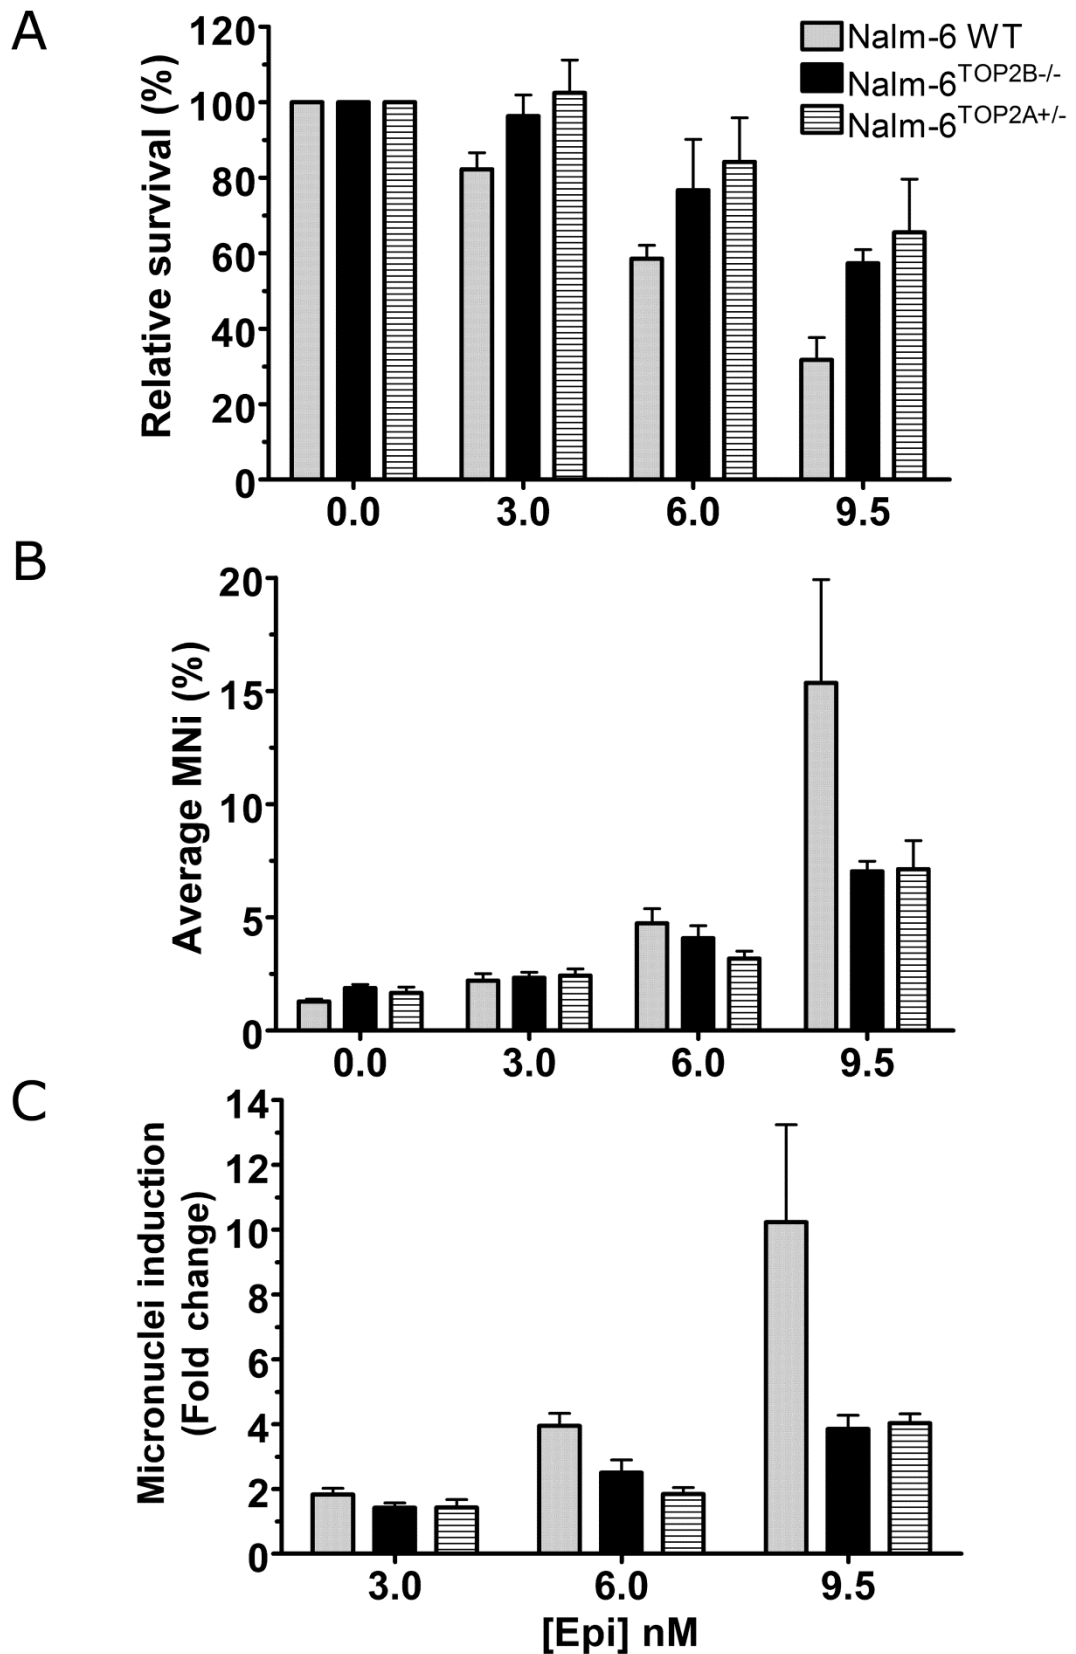 A
Relative survival (%)
120
100
80
60
40
20
0
0.0 3.0 6.0 9.5
Nalm-6 WT
Nalm-6TOP2B-/-
Nalm-6TOP2A+/-
B
Average MNi (%)
20
15
10
5
0
0.0 3.0 6.0 9.5
C
Micronuclei induction
(Fold change)
14
12
10
8
6
4
2
0
3.0 6.0 9.5
[Epi] nM